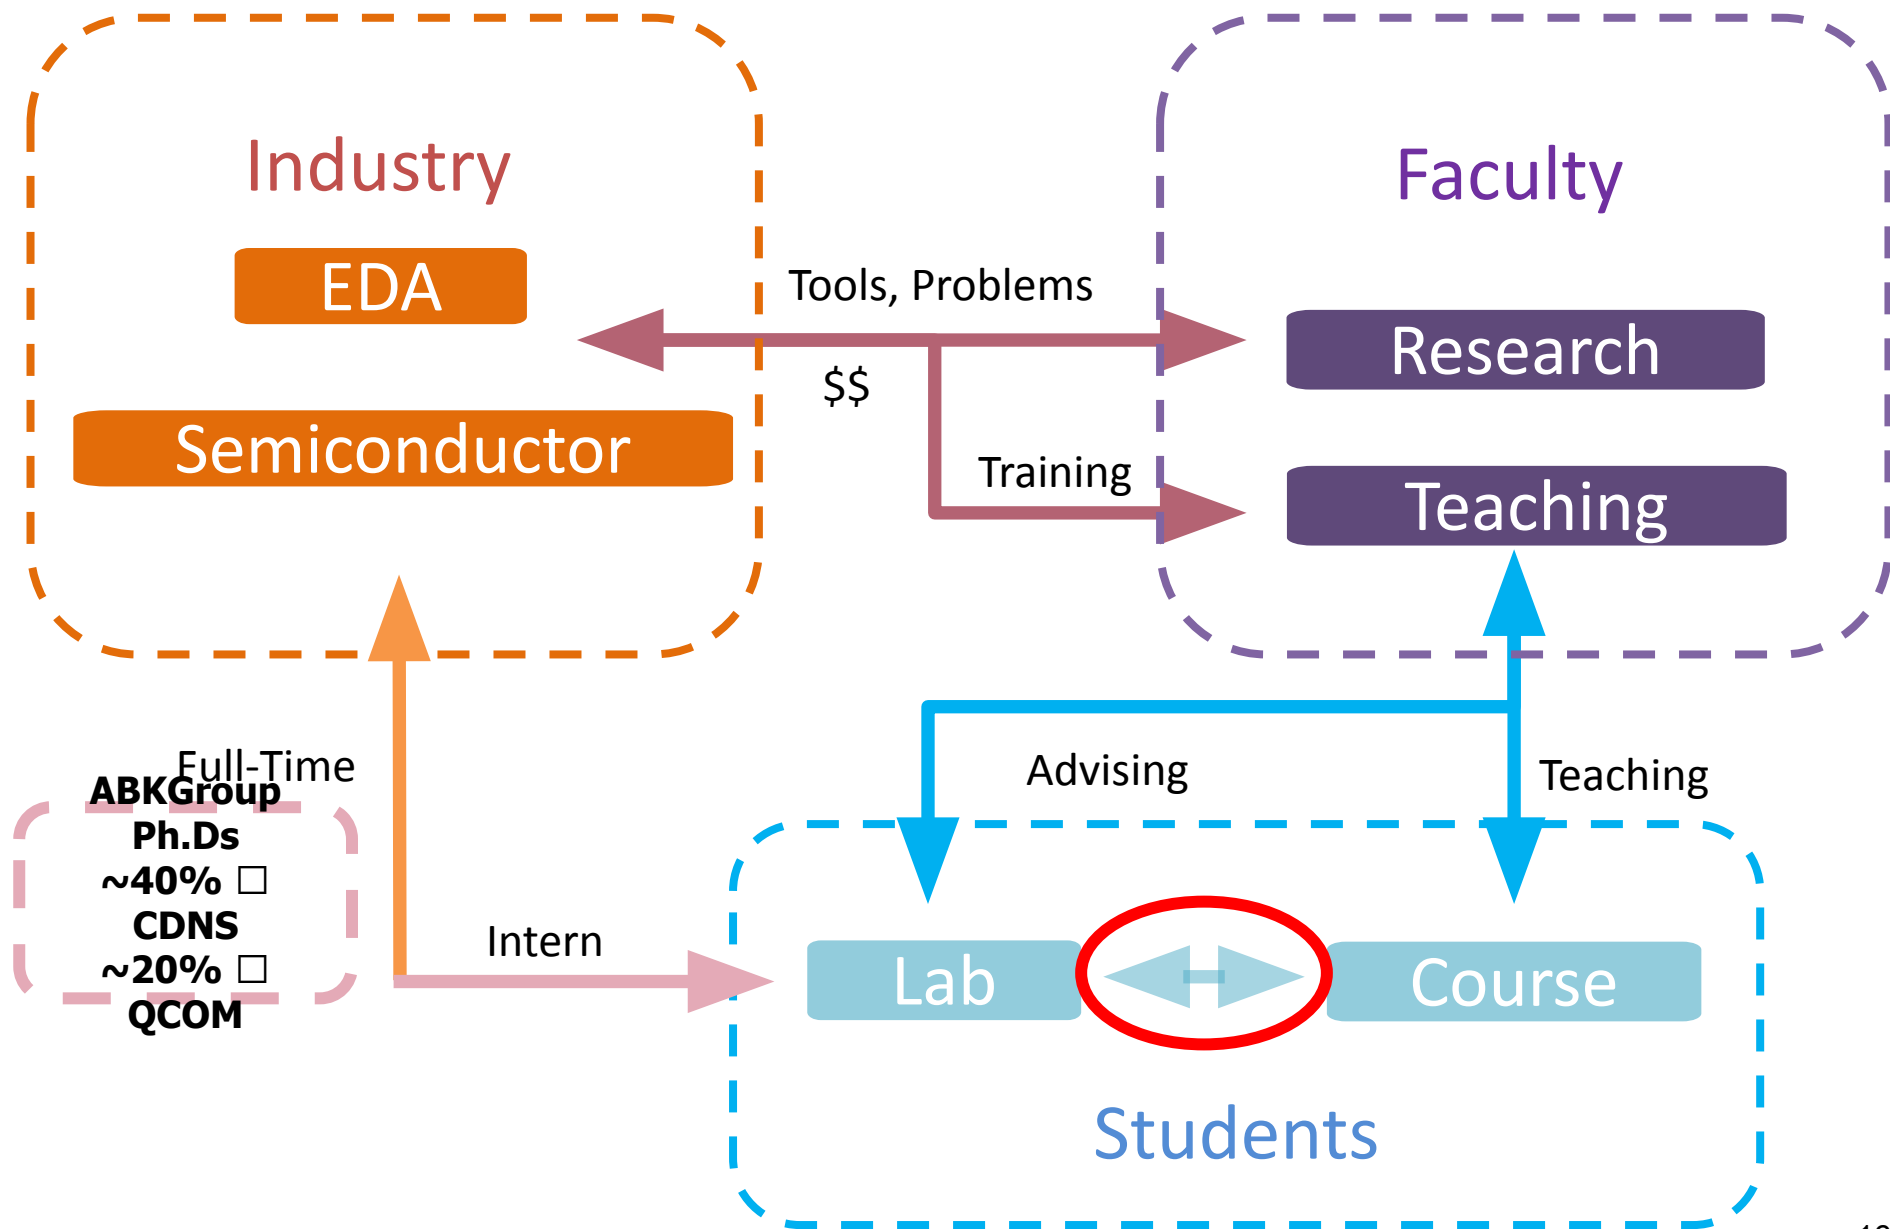 Industry
EDA
Semiconductor
Tools, Problems
$$
Training
Faculty
Research
Teaching
Full-Time
ABKGroup
Ph.Ds
~40% □
CDNS
~20% □
QCOM
Intern
Advising
Teaching
Lab
Course
Students